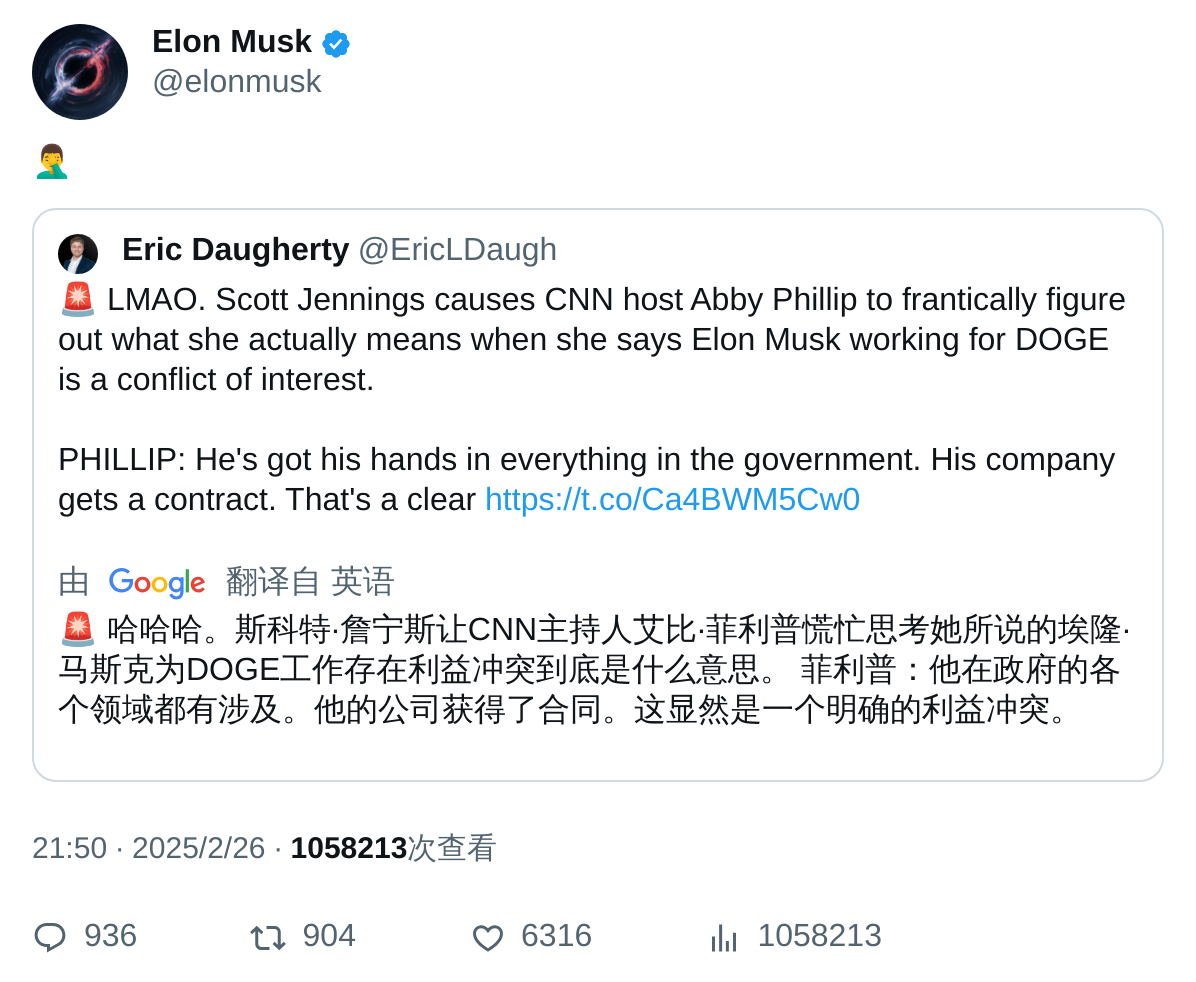 Elon Musk
@elonmusk
🤦‍♂️
Eric Daugherty @EricLDaugh
🚨 LMAO. Scott Jennings causes CNN host Abby Phillip to frantically figure
out what she actually means when she says Elon Musk working for DOGE
is a conflict of interest.
PHILLIP: He's got his hands in everything in the government. His company
gets a contract. That's a clear https://t.co/Ca4BWM5Cw0
由 Google 翻译自 英语
🚨 哈哈哈。斯科特·詹宁斯让CNN主持人艾比·菲利普慌忙思考她所说的埃隆·
马斯克为DOGE工作存在利益冲突到底是什么意思。 菲利普：他在政府的各
个领域都有涉及。他的公司获得了合同。这显然是一个明确的利益冲突。
21:50 · 2025/2/26 · 1058213次查看
936 904 6316 1058213